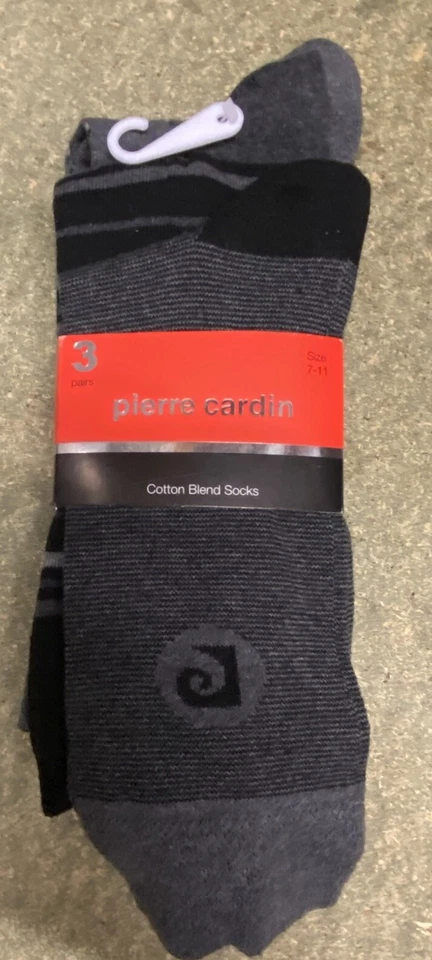 3
pairs
Size
7-11
pierre cardin
Cotton Blend Socks